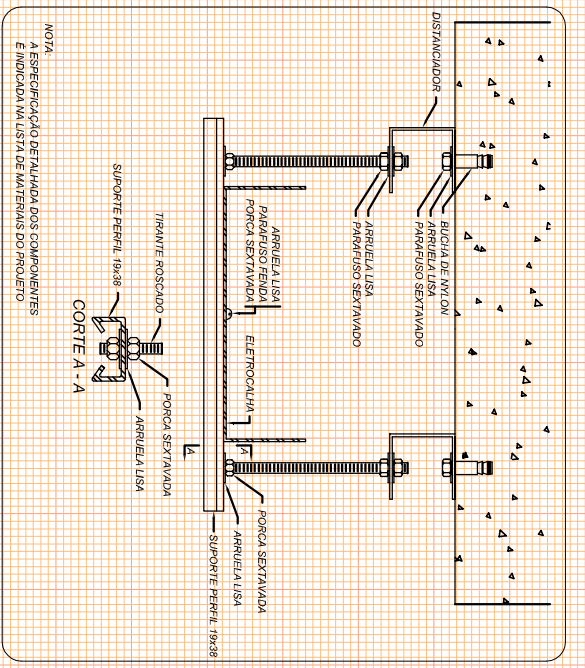 DISTANCIADOR
BUCHA DE NYLON
ARRUELA LISA
PARAFUSO SEXTAVADO
ARRUELA LISA
PARAFUSO SEXTAVADO
ARRUELA LISA
PARAFUSO FENDA
PORCA SEXTAVADA
ELETROCALHA
A
A
PORCA SEXTAVADA
ARRUELA LISA
SUPORTE PERFIL 19x38
TIRANTE ROSCADO
SUPORTE PERFIL 19x38
PORCA SEXTAVADA
ARRUELA LISA
CORTE A - A
NOTA:
A ESPECIFICAÇÃO DETALHADA DOS COMPONENTES
É INDICADA NA LISTA DE MATERIAIS DO PROJETO